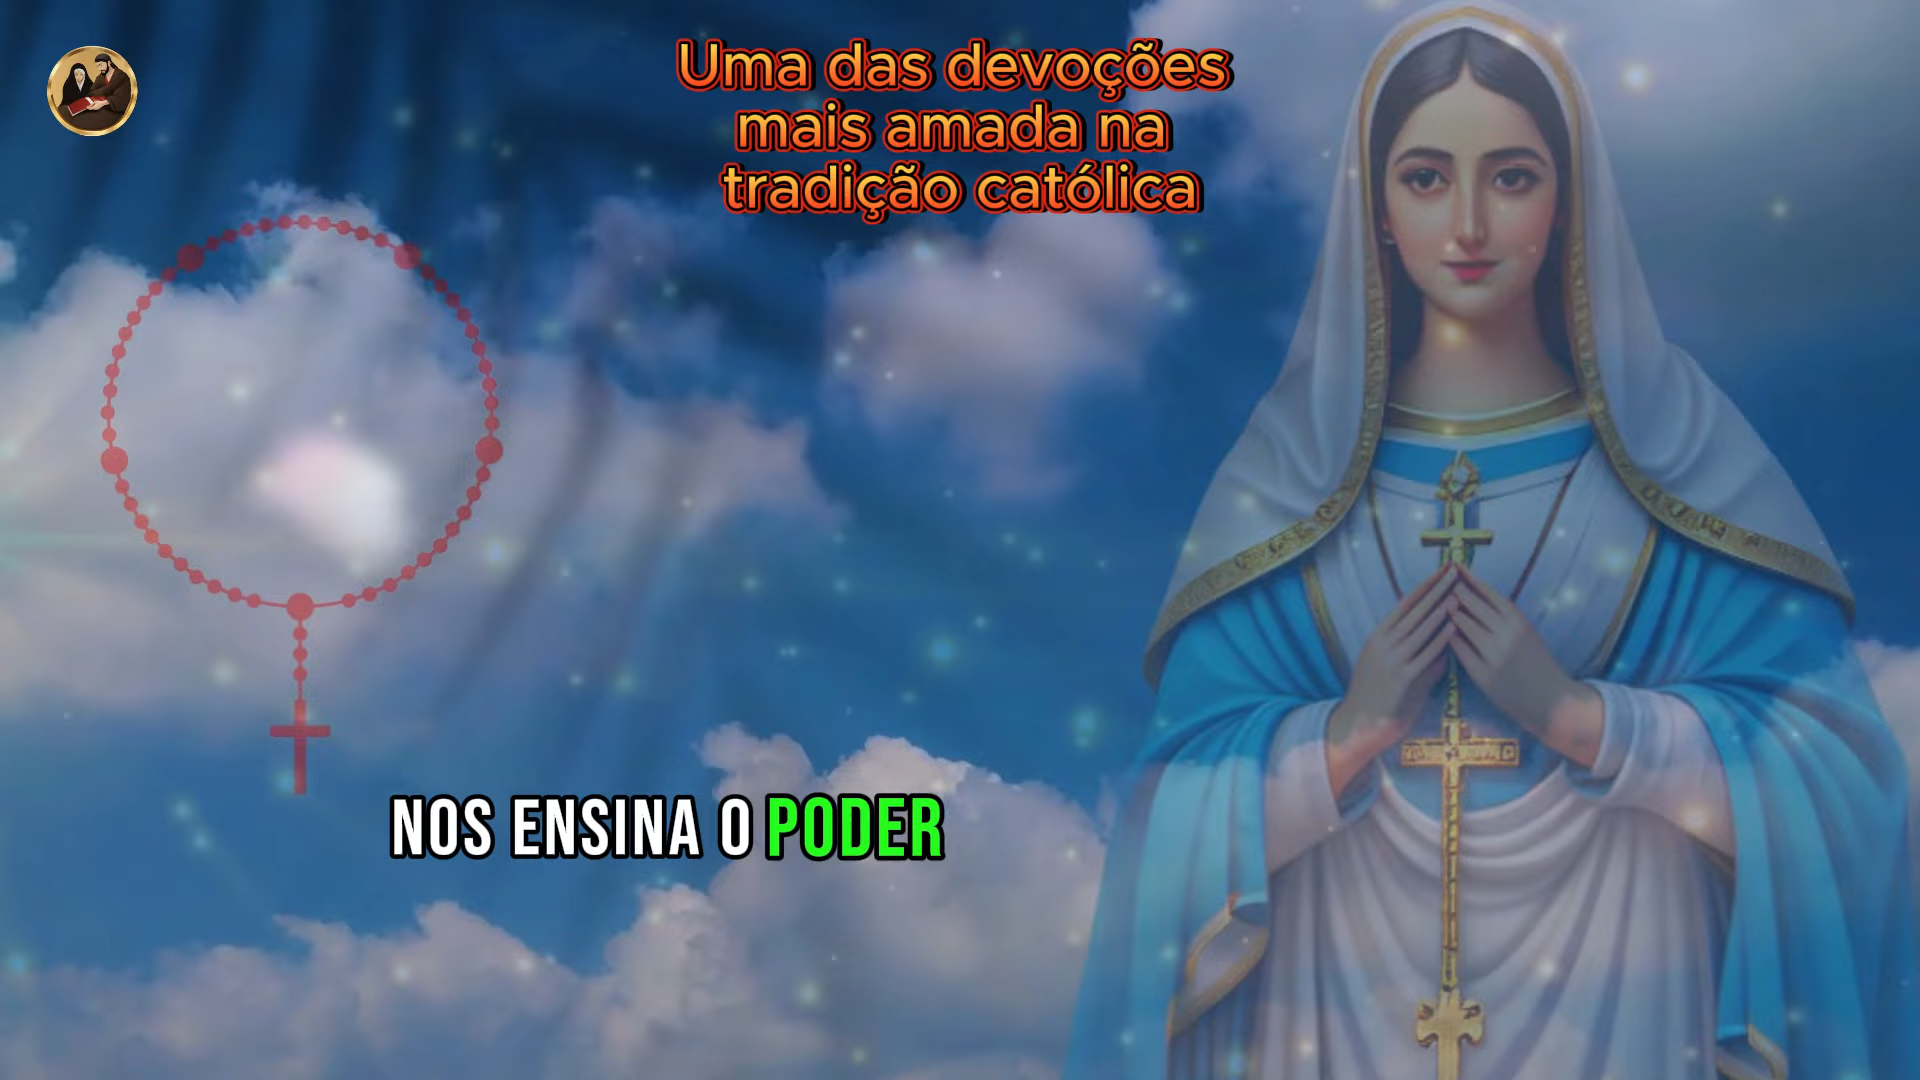 Uma das devoções
mais amada na
tradição católica
NOS ENSINA O PODER